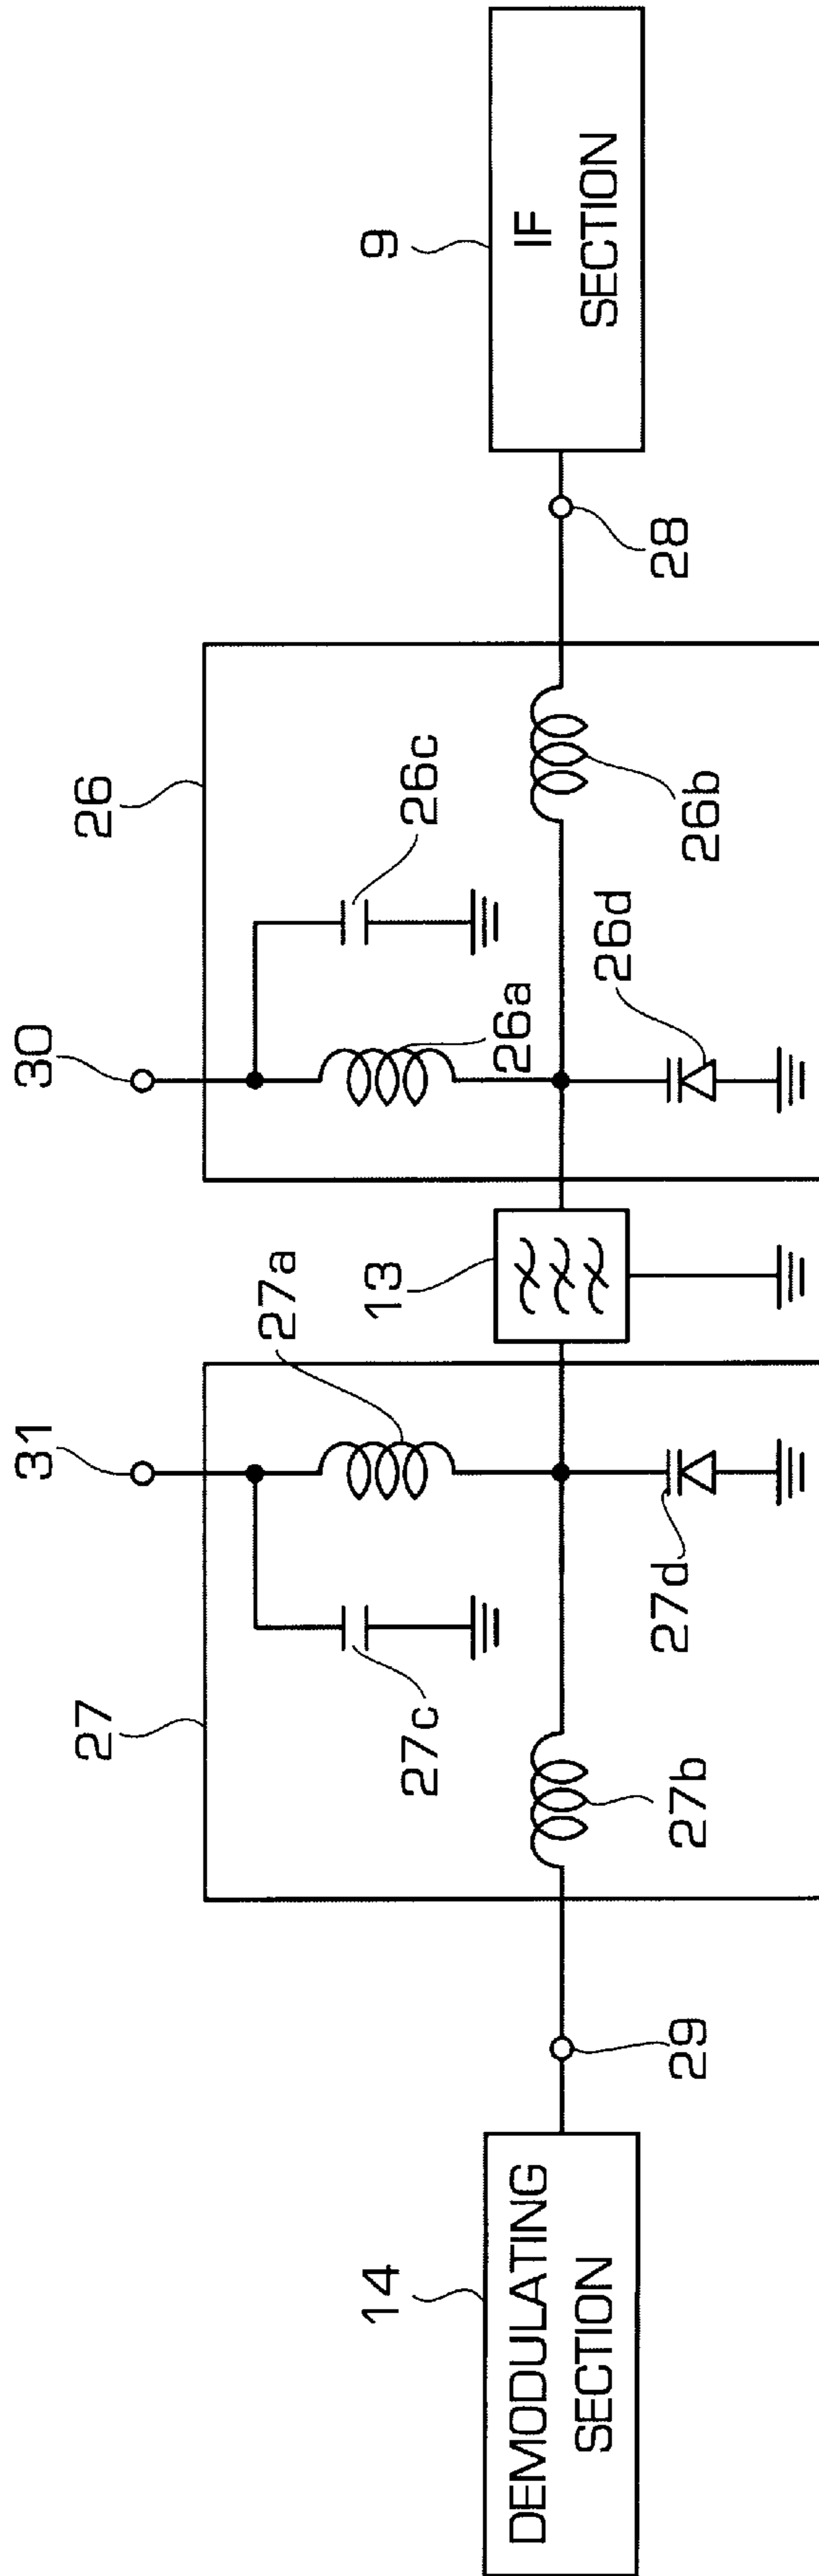 30
31
26
27
26c
26a
27a
27c
9
IF
SECTION
13
14
DEMODULATING
SECTION
28
26b
26d
27d
27b
29